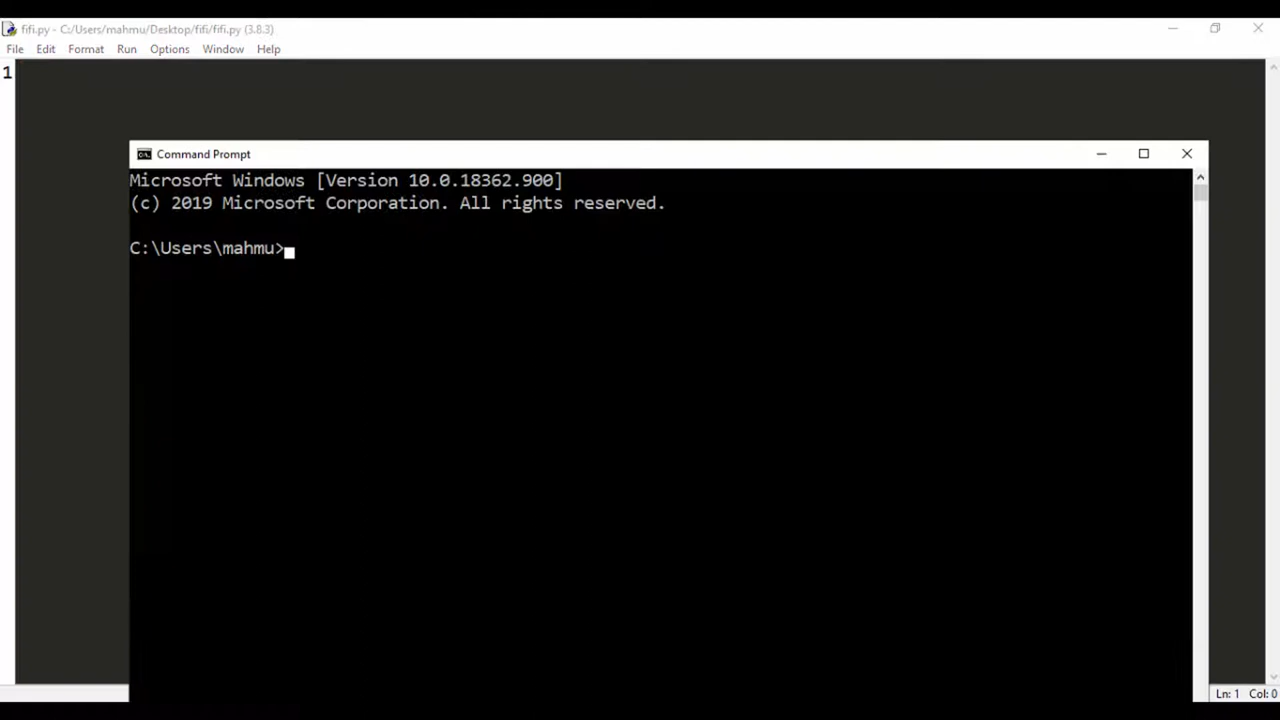 fifi.py - C:/Users/mahmu/Desktop/fifi/fifi.py (3.8.3)
File Edit Format Run Options Window Help
1
Command Prompt
Microsoft Windows [Version 10.0.18362.900]
(c) 2019 Microsoft Corporation. All rights reserved.
C:\Users\mahmu>
Ln: 1 Col: 0